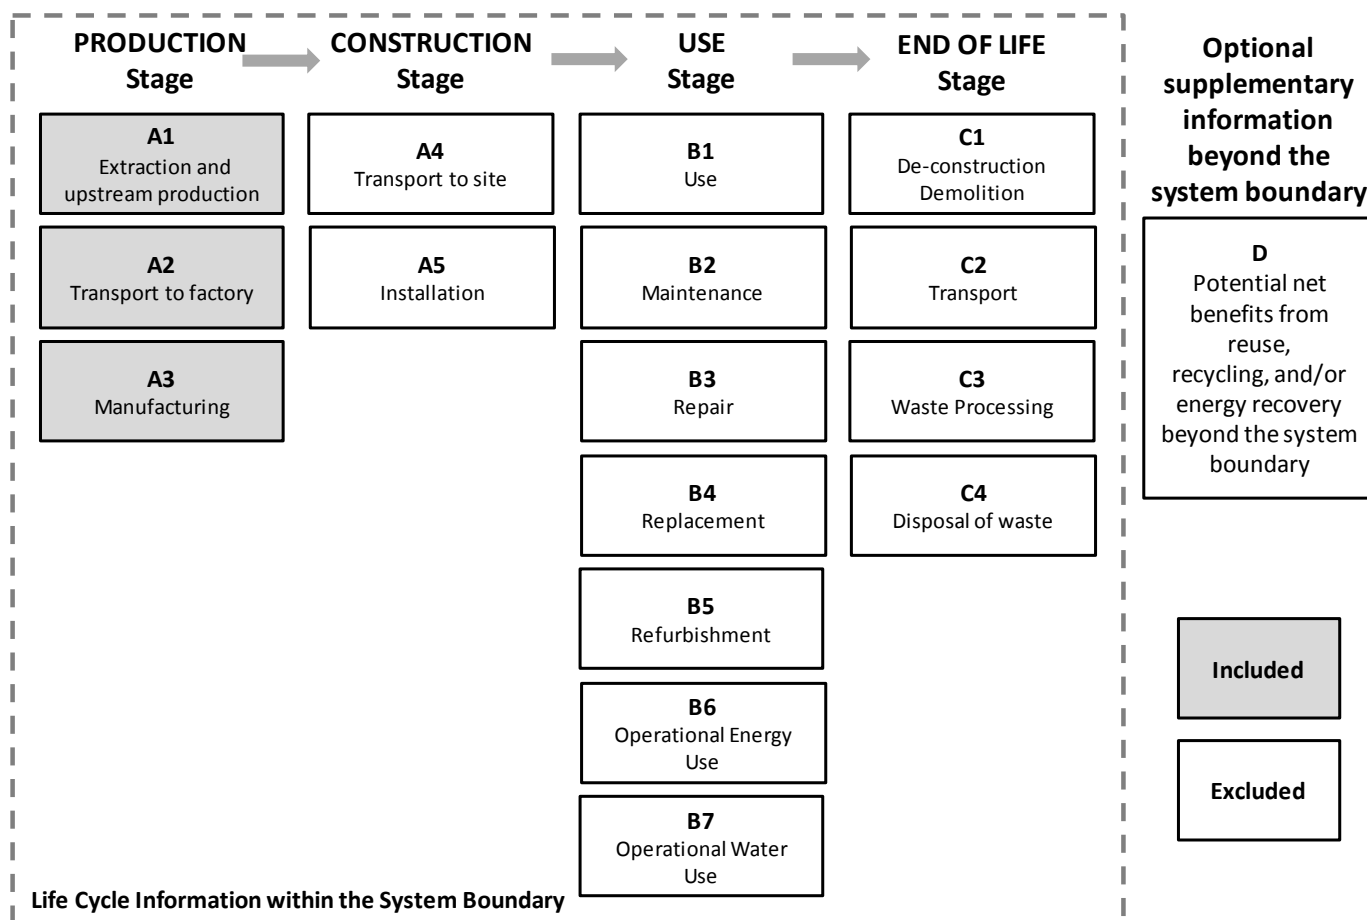 PRODUCTION
Stage
CONSTRUCTION
Stage
USE
Stage
END OF LIFE
Stage
Optional
supplementary
information
beyond the
system boundary
A1
Extraction and
upstream production
A2
Transport to factory
A3
Manufacturing
A4
Transport to site
A5
Installation
B1
Use
B2
Maintenance
B3
Repair
B4
Replacement
B5
Refurbishment
B6
Operational Energy
Use
B7
Operational Water
Use
C1
De-construction
Demolition
C2
Transport
C3
Waste Processing
C4
Disposal of waste
D
Potential net
benefits from
reuse,
recycling, and/or
energy recovery
beyond the system
boundary
Included
Excluded
Life Cycle Information within the System Boundary